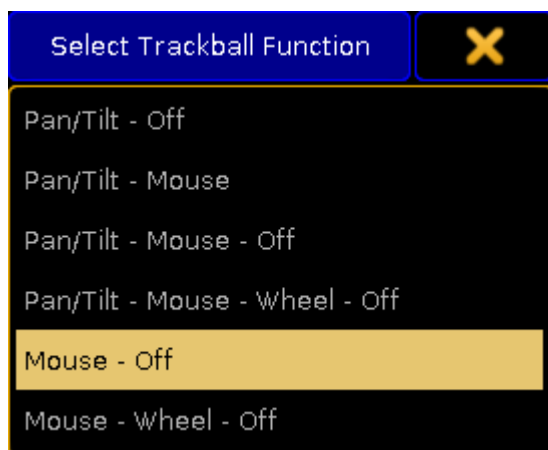 Select Trackball Function
Pan/Tilt - Off
Pan/Tilt - Mouse
Pan/Tilt - Mouse - Off
Pan/Tilt - Mouse - Wheel - Off
Mouse - Off
Mouse - Wheel - Off